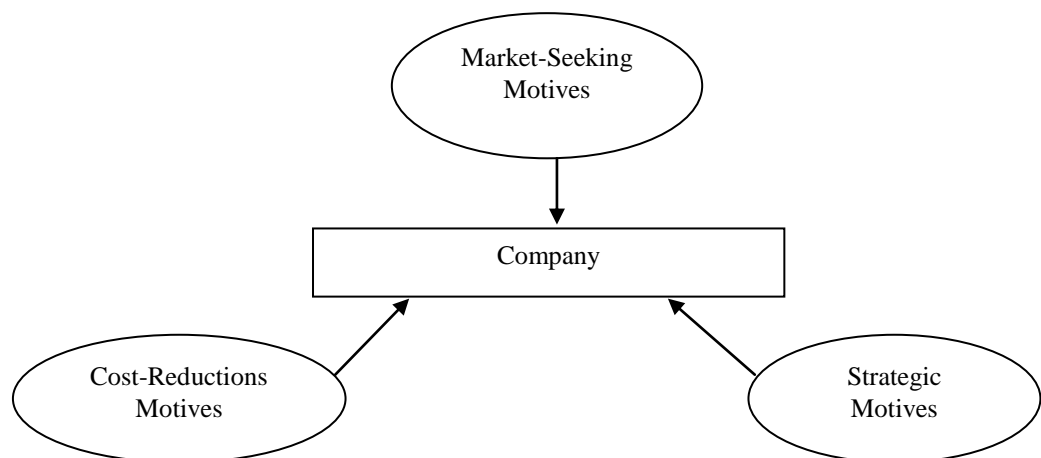 Market-Seeking
Motives
Company
Cost-Reductions
Motives
Strategic
Motives